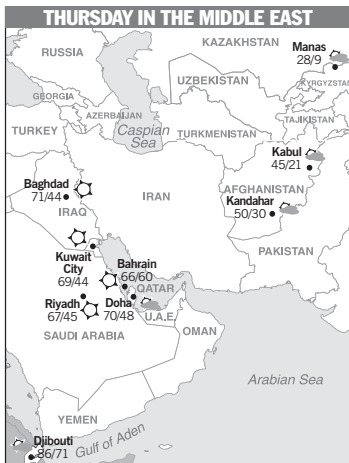 THURSDAY IN THE MIDDLE EAST
KAZAKHSTAN
RUSSIA
Manas
28/9
UZBEKISTAN
KYRGYZSTAN
GEORGIA
AZERBAIJAN
TAJIKISTAN
TURKEY
Caspian
Sea
TURKMENISTAN
Kabul
45/21
Baghdad
71/44
IRAQ
IRAN
AFGHANISTAN
Kandahar
50/30
PAKISTAN
Kuwait
City
69/44
Bahrain
66/60
QATAR
Riyadh
67/45
Doha
70/48
U.A.E.
SAUDI ARABIA
OMAN
Arabian Sea
YEMEN
Djibouti
86/71
Gulf of Aden